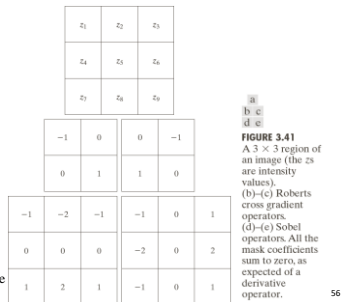 z₁ z₂ z₃
z₄ z₅ z₆
z₇ z₈ z₉
−1 0 0 −1
0 1 1 0
−1 −2 −1 −1 0 1
0 0 0 −2 0 2
1 2 1 −1 0 1
e
a
b c
d e
FIGURE 3.41
A 3 × 3 region of
an image (the zs
are intensity
values).
(b)–(c) Roberts
cross gradient
operators.
(d)–(e) Sobel
operators. All the
mask coefficients
sum to zero, as
expected of a
derivative
operator.
56